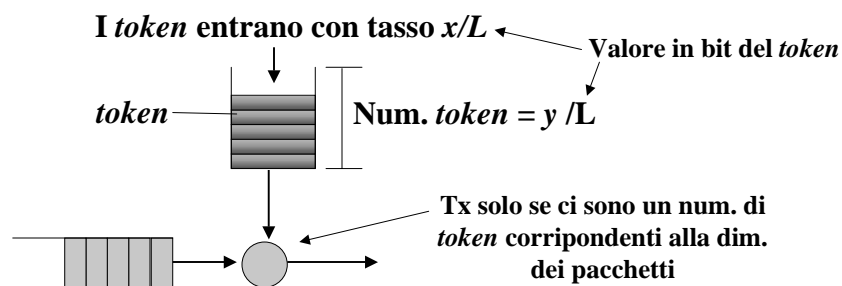 I token entrano con tasso x/L
Valore in bit del token
token
Num. token = y /L
Tx solo se ci sono un num. di
token corripondenti alla dim.
dei pacchetti